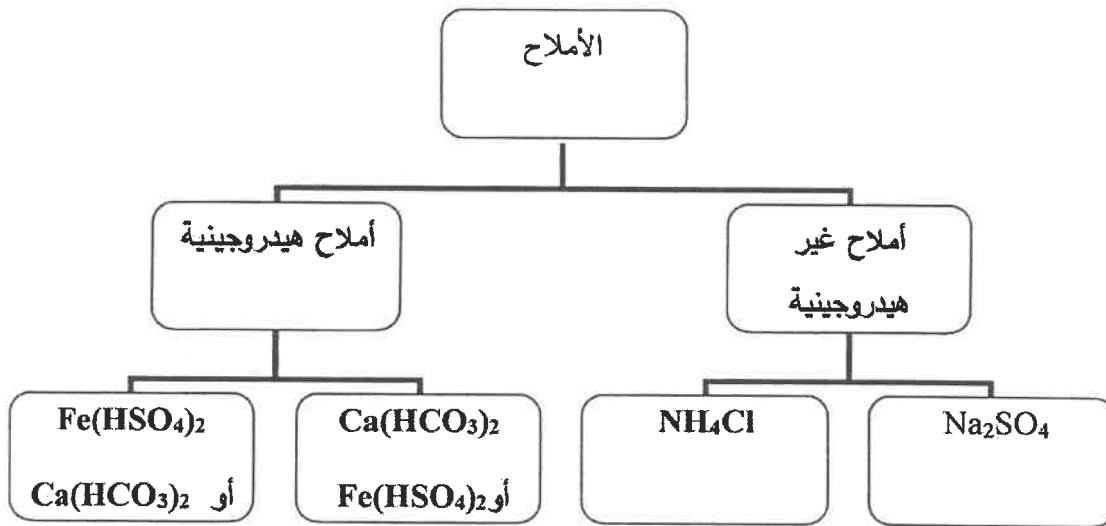 الأملاح
أملاح غير
هيدروجينية
أملاح هيدروجينية
Na₂SO₄
NH₄Cl
Ca(HCO₃)₂
أو Fe(HSO₄)₂
Fe(HSO₄)₂
أو Ca(HCO₃)₂